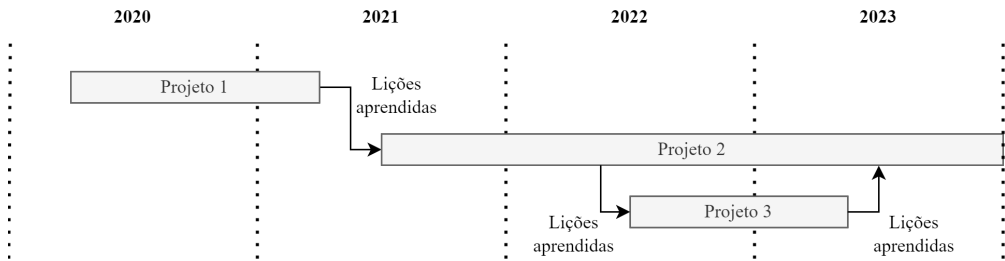 2020 2021 2022 2023
Projeto 1
Lições
aprendidas
Projeto 2
Projeto 3
Lições
aprendidas
Lições
aprendidas